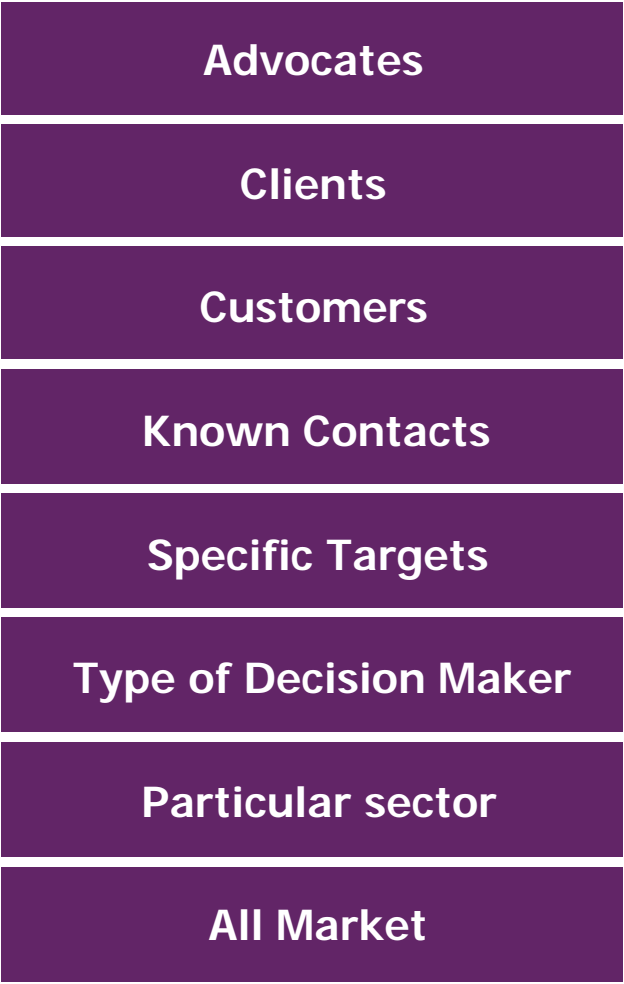 Advocates
Clients
Customers
Known Contacts
Specific Targets
Type of Decision Maker
Particular sector
All Market